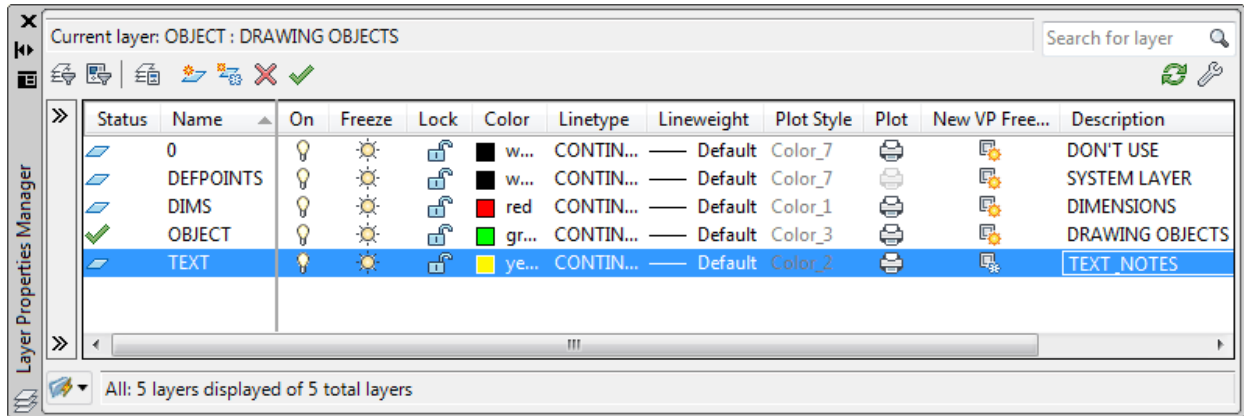 Current layer: OBJECT : DRAWING OBJECTS
Search for layer
Status Name On Freeze Lock Color Linetype Lineweight Plot Style Plot New VP Free... Description
0 w... CONTIN... Default Color_7 DON'T USE
DEFPOINTS w... CONTIN... Default Color_7 SYSTEM LAYER
DIMS red CONTIN... Default Color_1 DIMENSIONS
OBJECT gr... CONTIN... Default Color_3 DRAWING OBJECTS
TEXT ye... CONTIN... Default Color_2 TEXT_NOTES
All: 5 layers displayed of 5 total layers
Layer Properties Manager